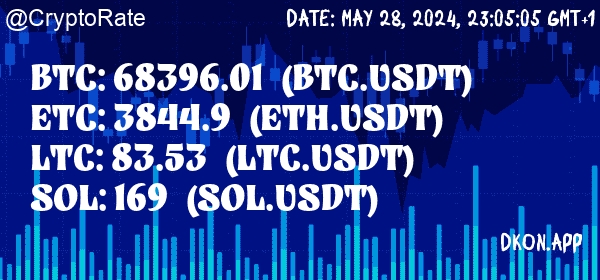 @CryptoRate
DATE: MAY 28, 2024, 23:05:05 GMT+1
BTC: 68396.01 (BTC.USDT)
ETC: 3844.9 (ETH.USDT)
LTC: 83.53 (LTC.USDT)
SOL: 169 (SOL.USDT)
DKON.APP